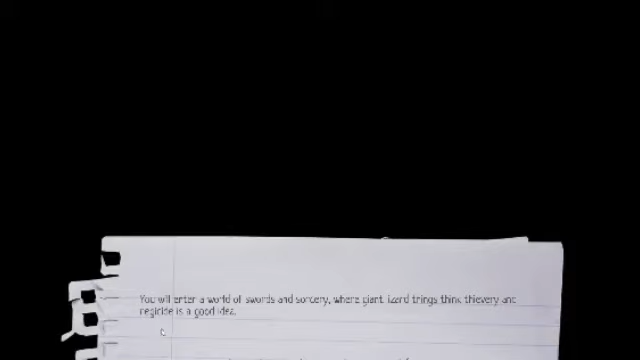 You will enter a world of swords and sorcery, where giant lizard things think thievery and
regicide is a good idea.